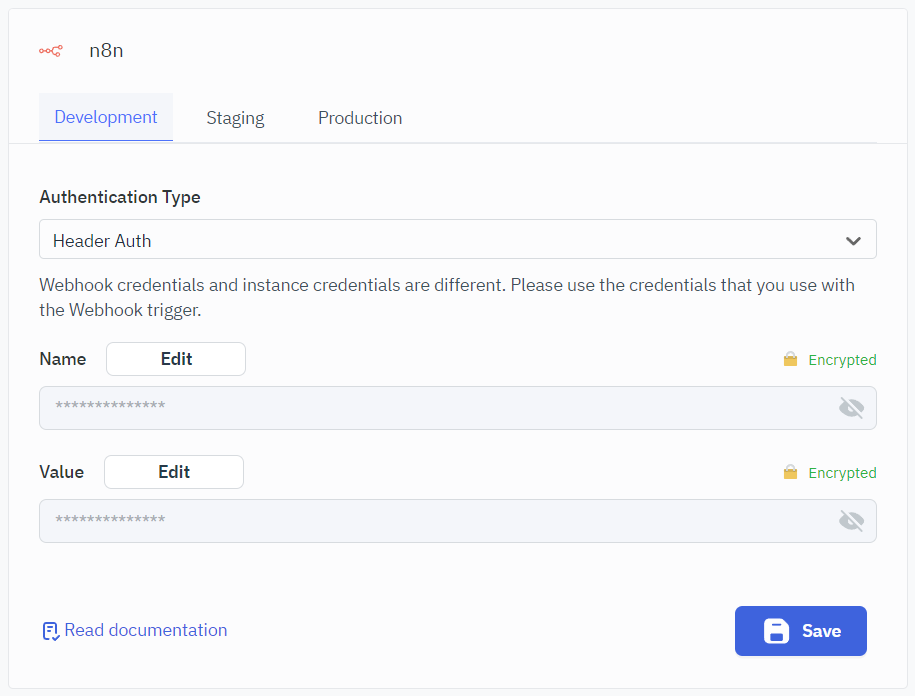 n8n
Development Staging Production
Authentication Type
Header Auth
Webhook credentials and instance credentials are different. Please use the credentials that you use with
the Webhook trigger.
Name Edit Encrypted
**************
Value Edit Encrypted
**************
Read documentation Save